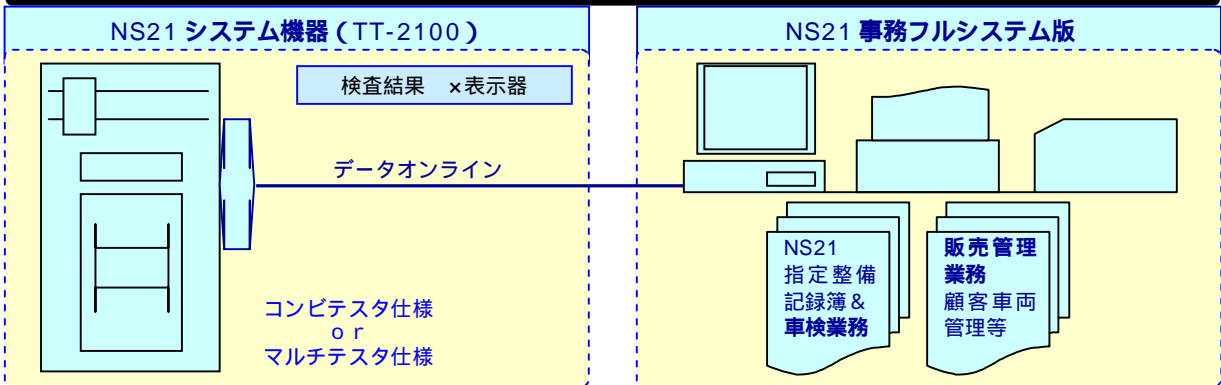 NS21 システム機器(TT-2100)
検査結果　×表示器
データオンライン
コンビテスタ仕様
or
マルチテスタ仕様
NS21 事務フルシステム版
NS21
指定整備
記録簿&
車検業務
販売管理
業務
顧客車両
管理等